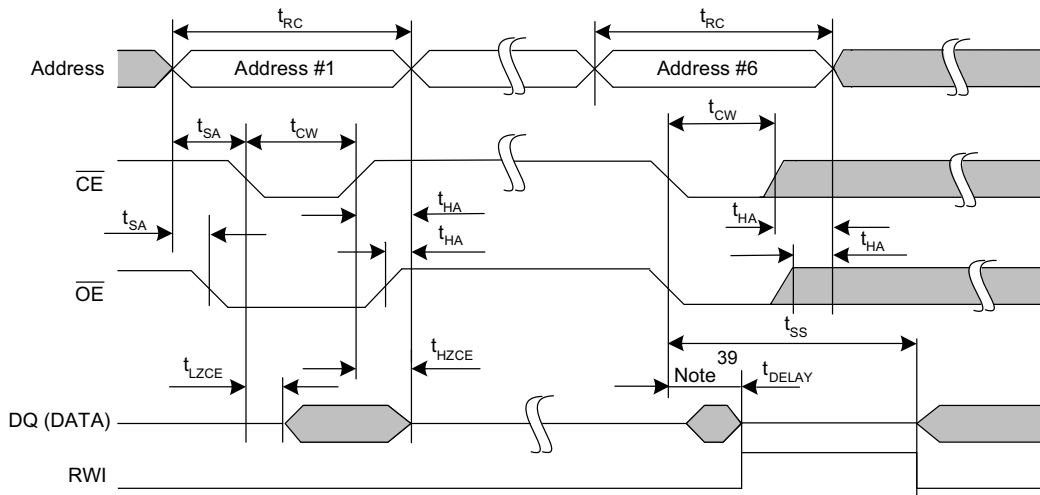 tRC tRC
Address Address #1 Address #6
tCW
tSA tCW
CE
tHA
tSA tHA tHA
tHA
OE
tSS
39
tHZCE
tLZCE Note tDELAY
DQ (DATA)
RWI